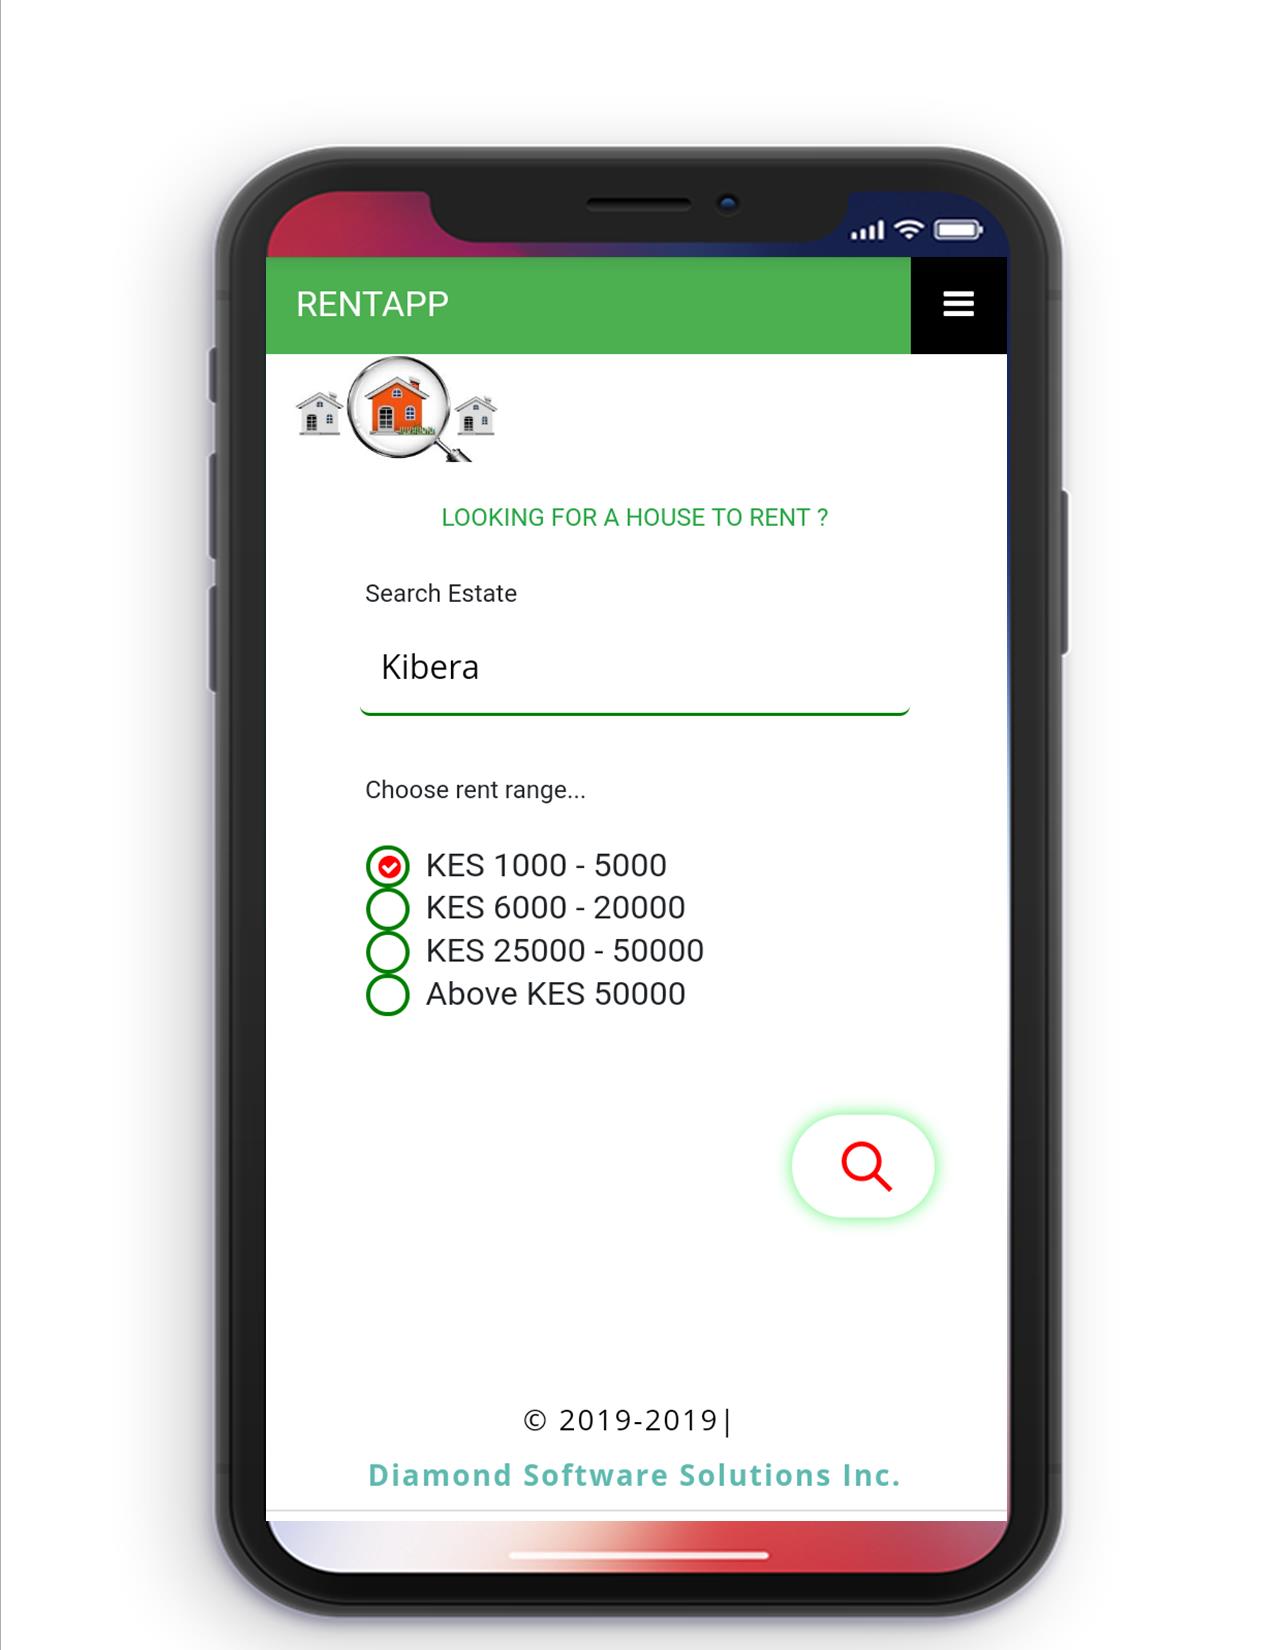 RENTAPP
LOOKING FOR A HOUSE TO RENT ?
Search Estate
Kibera
Choose rent range...
KES 1000 - 5000
KES 6000 - 20000
KES 25000 - 50000
Above KES 50000
© 2019-2019|
Diamond Software Solutions Inc.